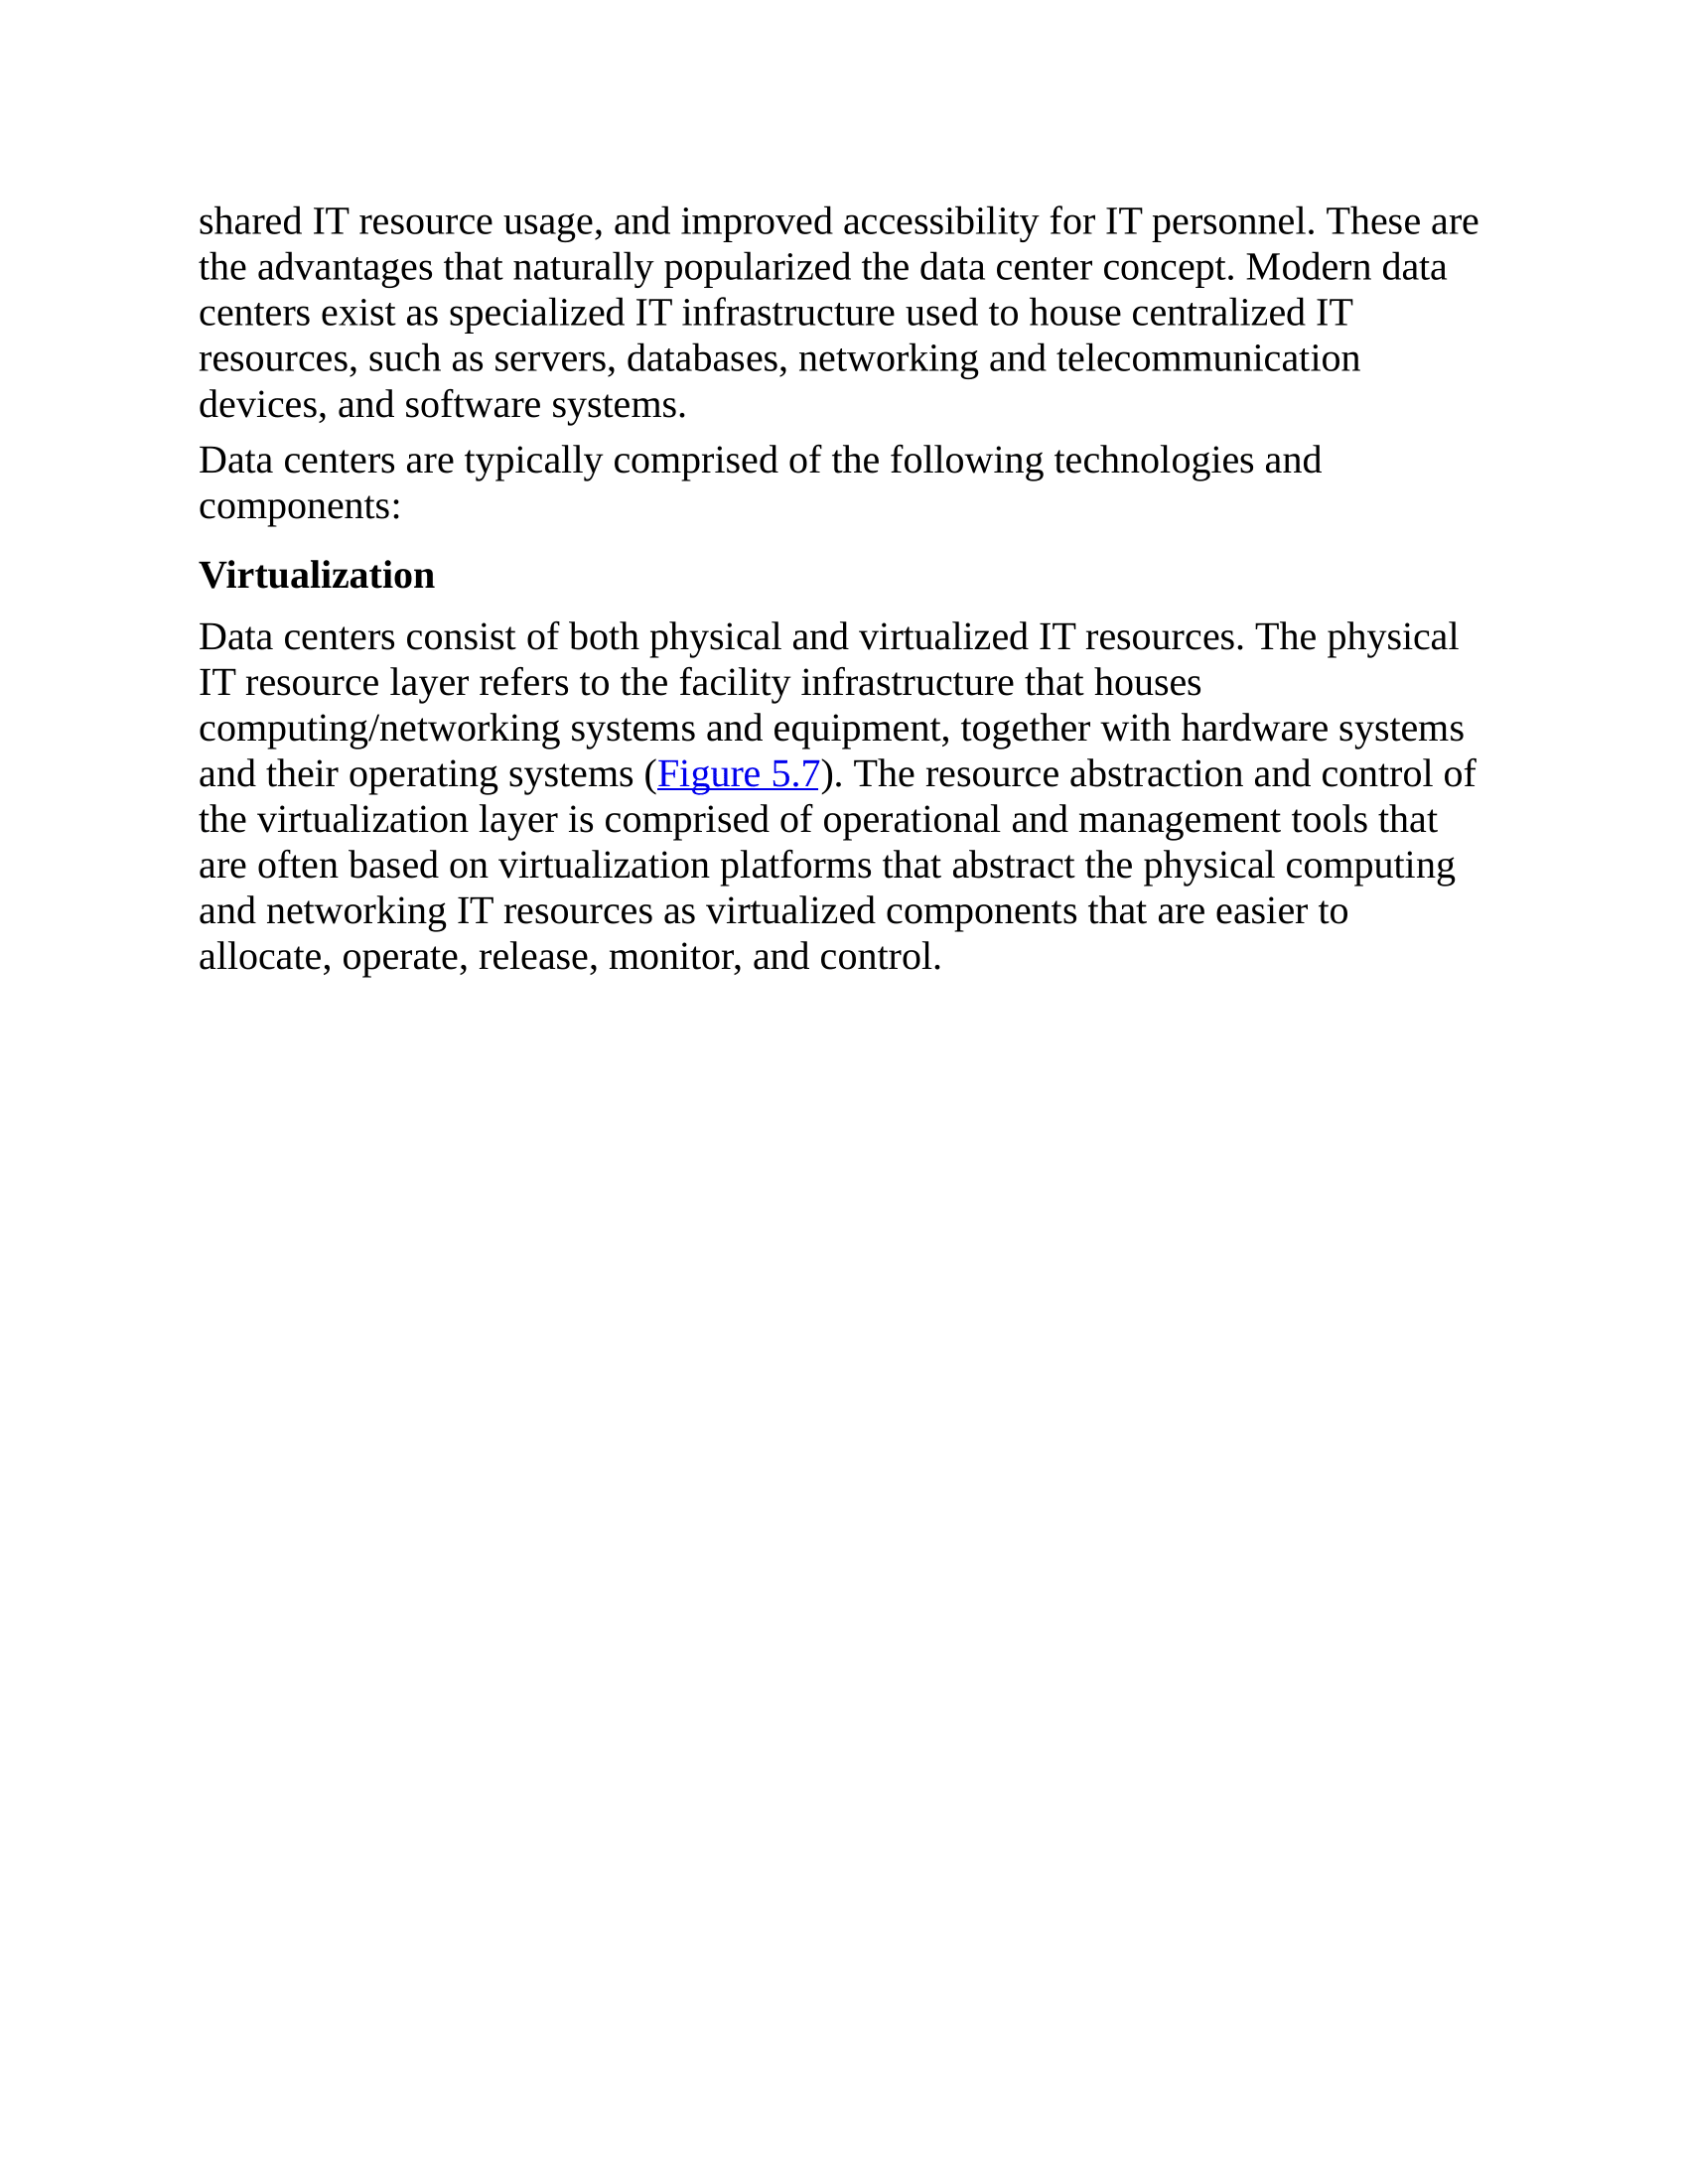 shared IT resource usage, and improved accessibility for IT personnel. These are
the advantages that naturally popularized the data center concept. Modern data
centers exist as specialized IT infrastructure used to house centralized IT
resources, such as servers, databases, networking and telecommunication
devices, and software systems.
Data centers are typically comprised of the following technologies and
components:
Virtualization
Data centers consist of both physical and virtualized IT resources. The physical
IT resource layer refers to the facility infrastructure that houses
computing/networking systems and equipment, together with hardware systems
and their operating systems (Figure 5.7). The resource abstraction and control of
the virtualization layer is comprised of operational and management tools that
are often based on virtualization platforms that abstract the physical computing
and networking IT resources as virtualized components that are easier to
allocate, operate, release, monitor, and control.